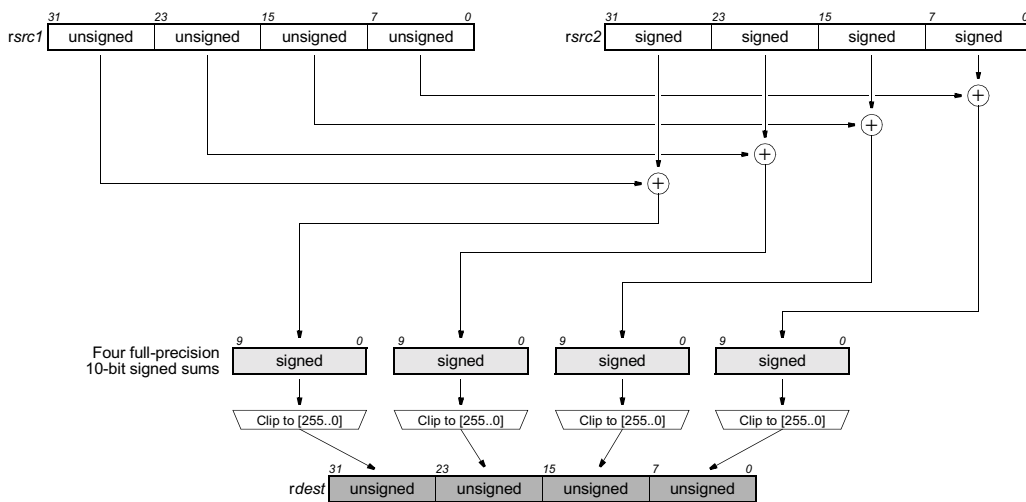 31 23 15 7 0 31 23 15 7 0
rsrc1 unsigned unsigned unsigned unsigned rsrc2 signed signed signed signed
+
+
+
+
9 0 9 0 9 0 9 0
Four full-precision
10-bit signed sums
signed signed signed signed
Clip to [255..0] Clip to [255..0] Clip to [255..0] Clip to [255..0]
31 23 15 7 0
rdest unsigned unsigned unsigned unsigned